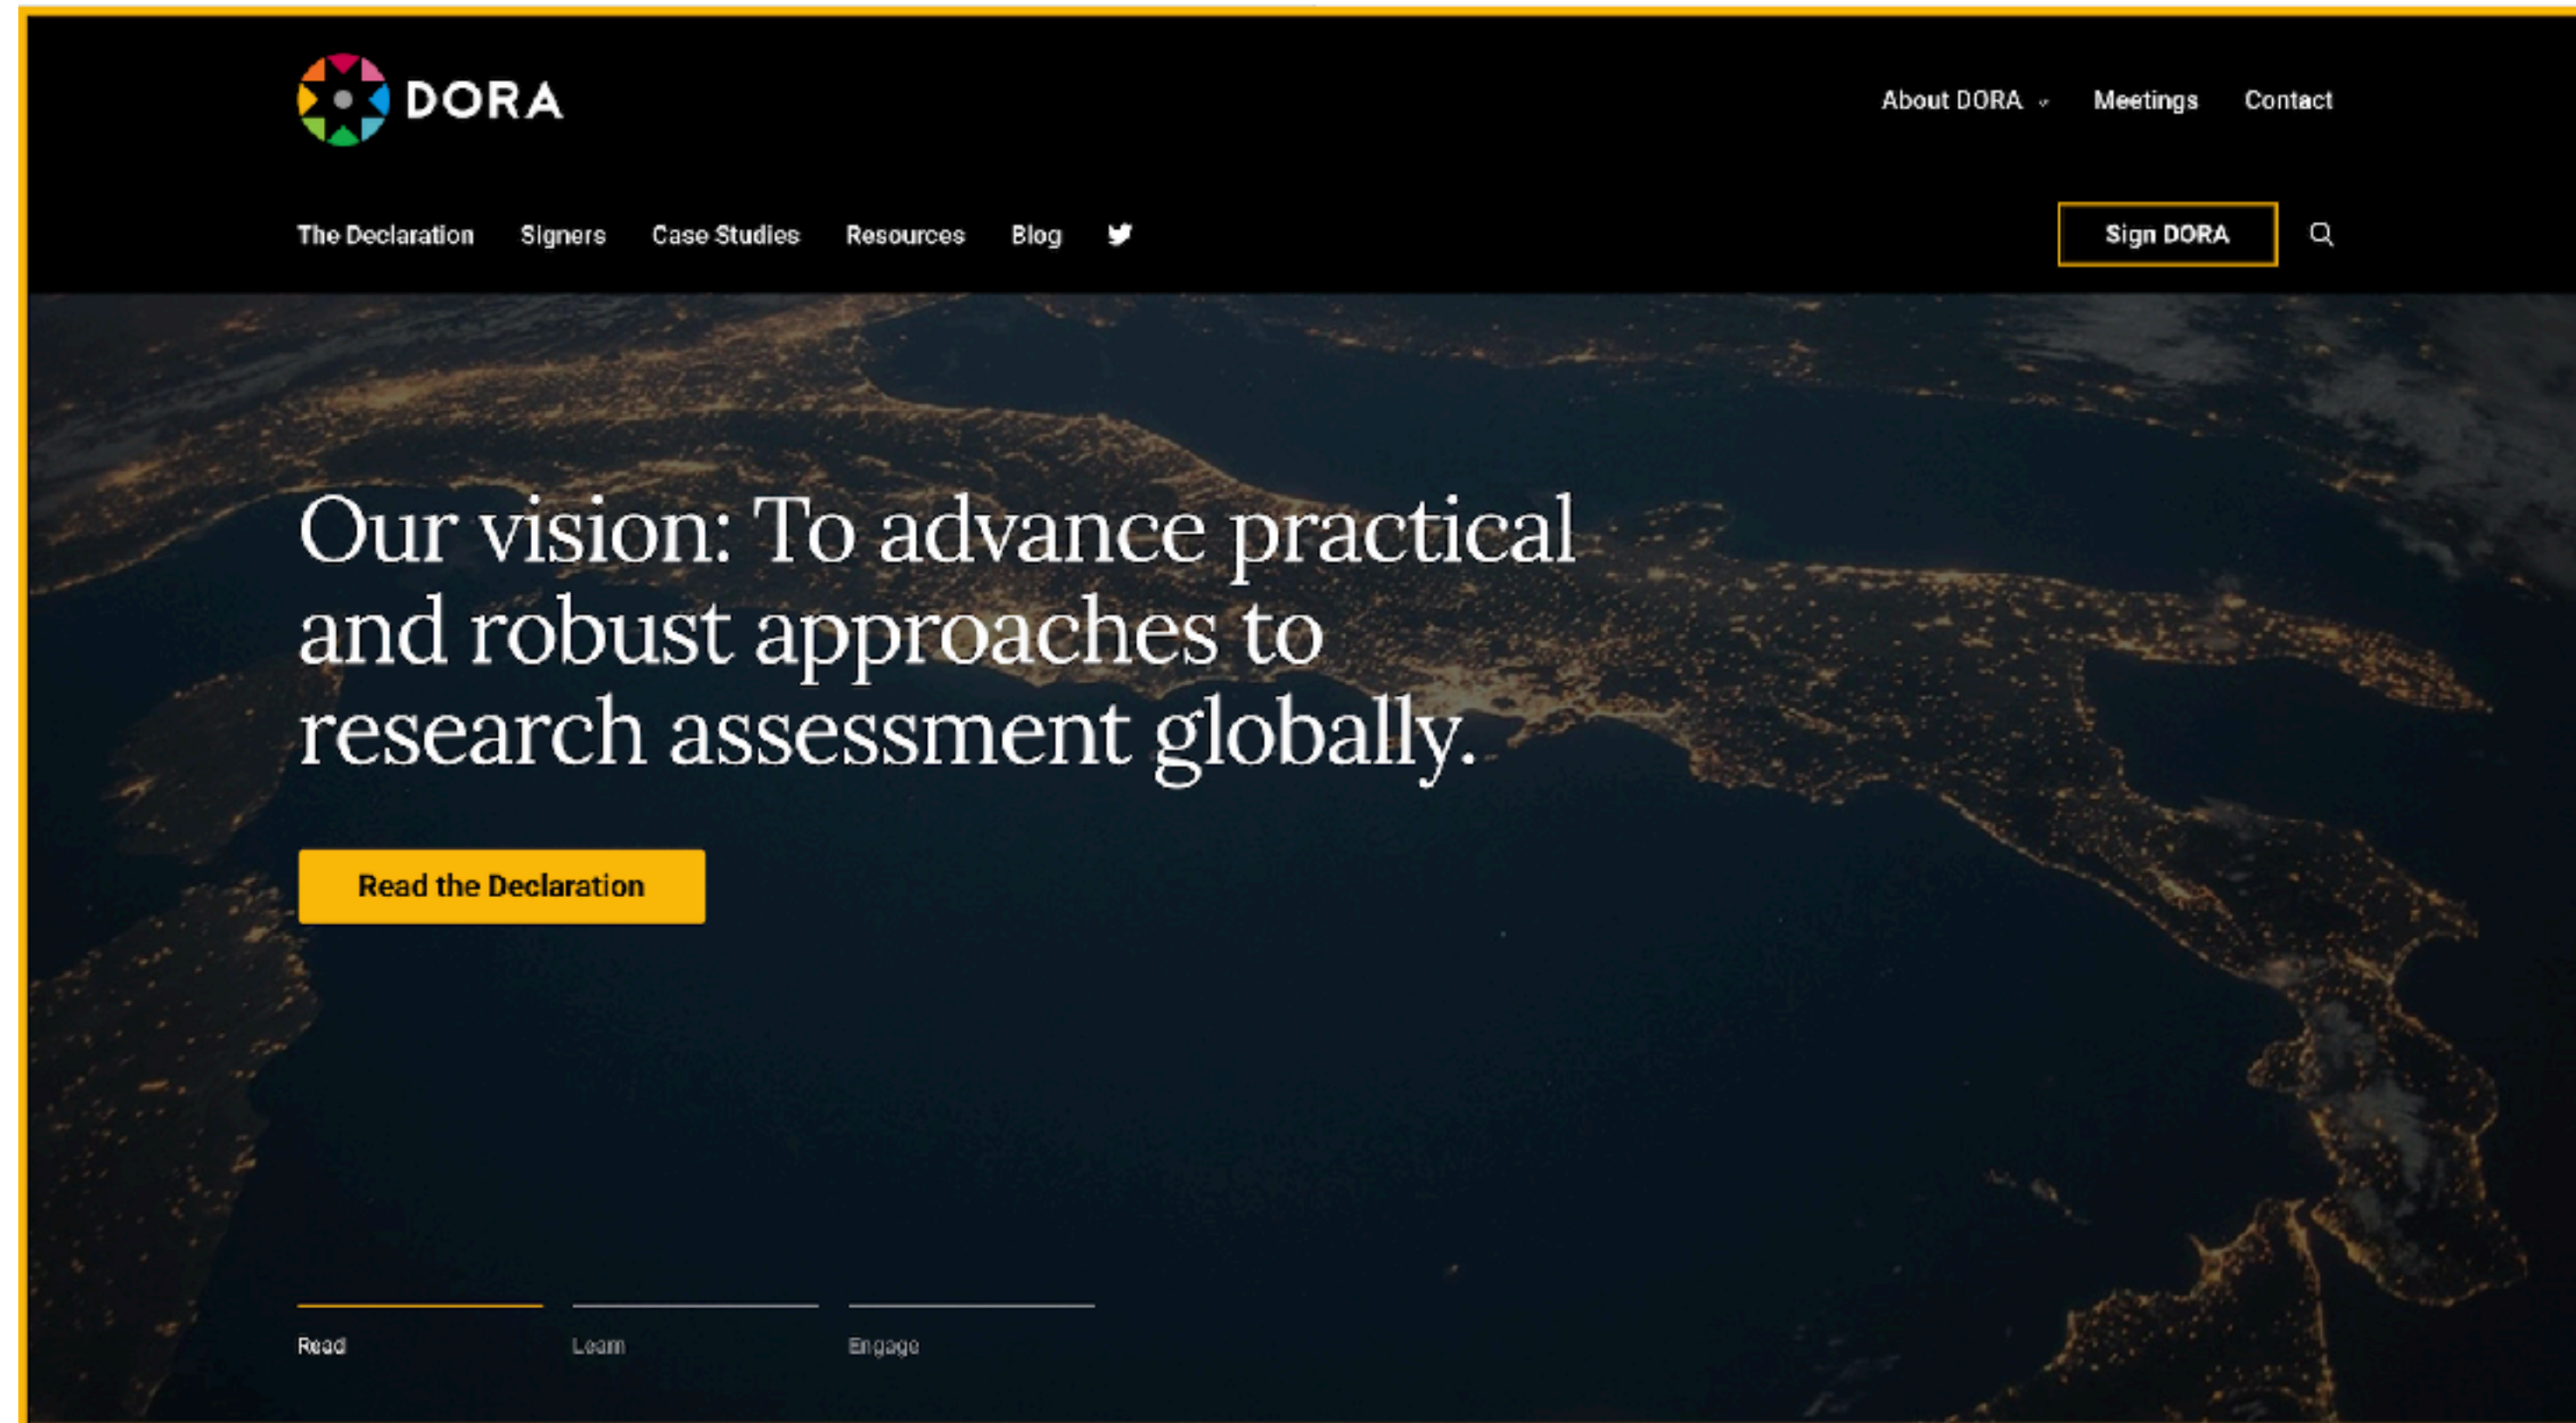 DORA
About DORA
Meetings
Contact
The Declaration
Signers
Case Studies
Resources
Blog
Sign DORA
Our vision: To advance practical
and robust approaches to
research assessment globally.
Read the Declaration
Read
Learn
Engage